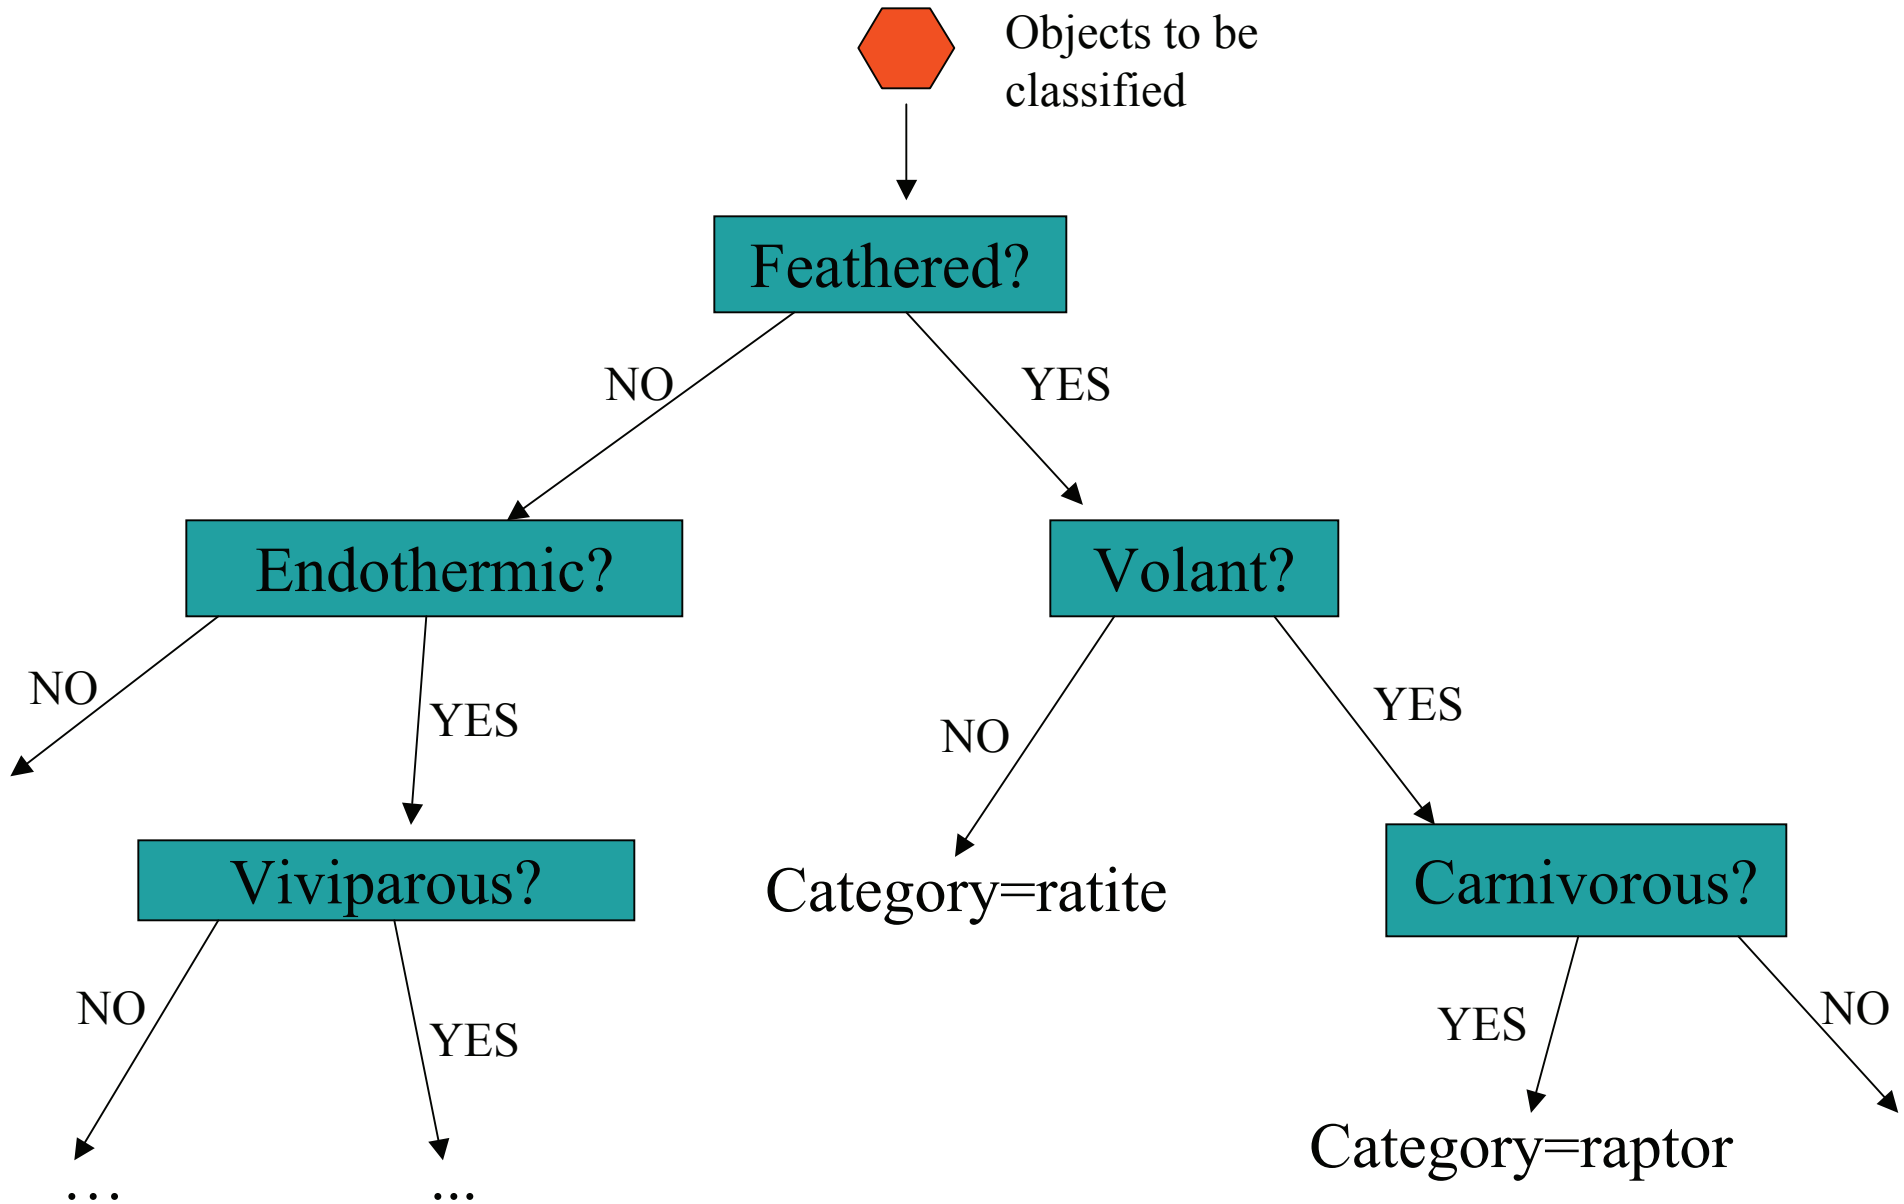 Objects to be
classified
Feathered?
NO
YES
Endothermic?
Volant?
NO
YES
NO
YES
Viviparous?
Category=ratite
Carnivorous?
NO
YES
YES
NO
Category=raptor
…
...